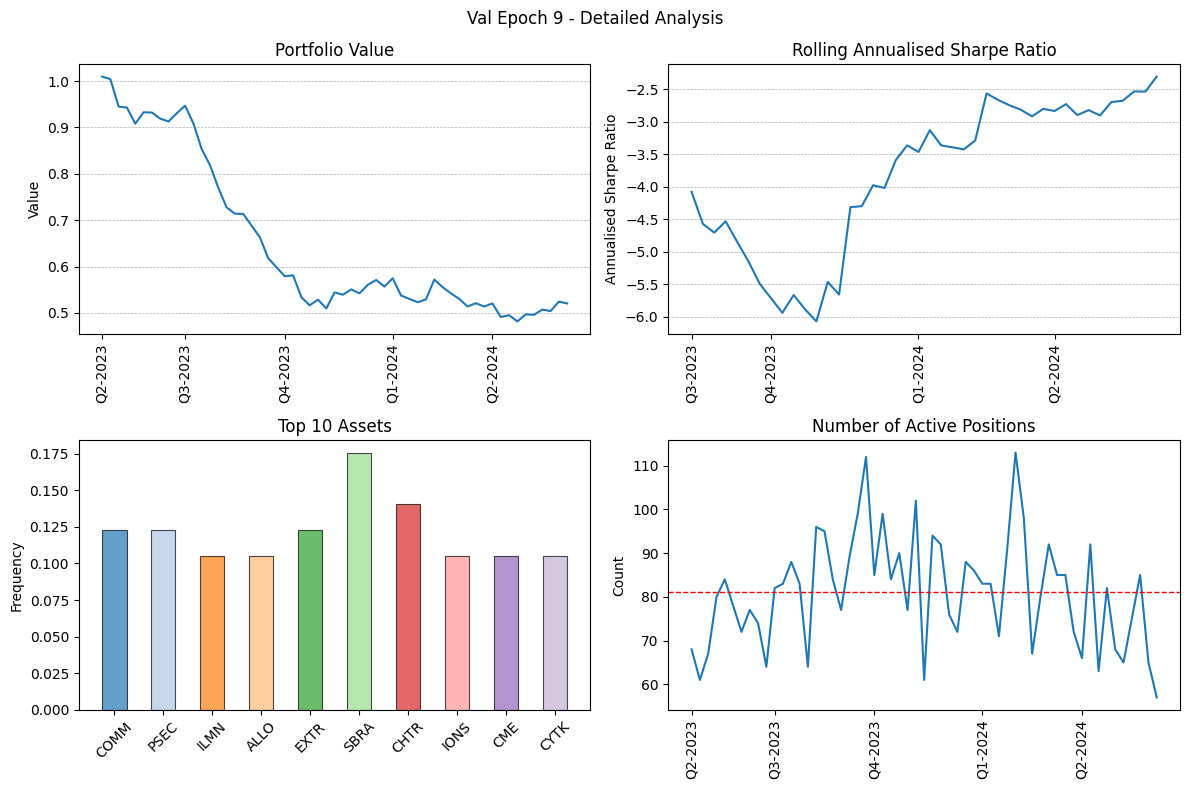 Val Epoch 9 - Detailed Analysis
Portfolio Value
Value
1.0
0.9
0.8
0.7
0.6
0.5
Q2-2023
Q3-2023
Q4-2023
Q1-2024
Q2-2024
Rolling Annualised Sharpe Ratio
Annualised Sharpe Ratio
−2.5
−3.0
−3.5
−4.0
−4.5
−5.0
−5.5
−6.0
Q3-2023
Q4-2023
Q1-2024
Q2-2024
Top 10 Assets
Frequency
0.175
0.150
0.125
0.100
0.075
0.050
0.025
0.000
COMM
PSEC
ILMN
ALLO
EXTR
SBRA
CHTR
IONS
CME
CYTK
Number of Active Positions
Count
110
100
90
80
70
60
Q2-2023
Q3-2023
Q4-2023
Q1-2024
Q2-2024